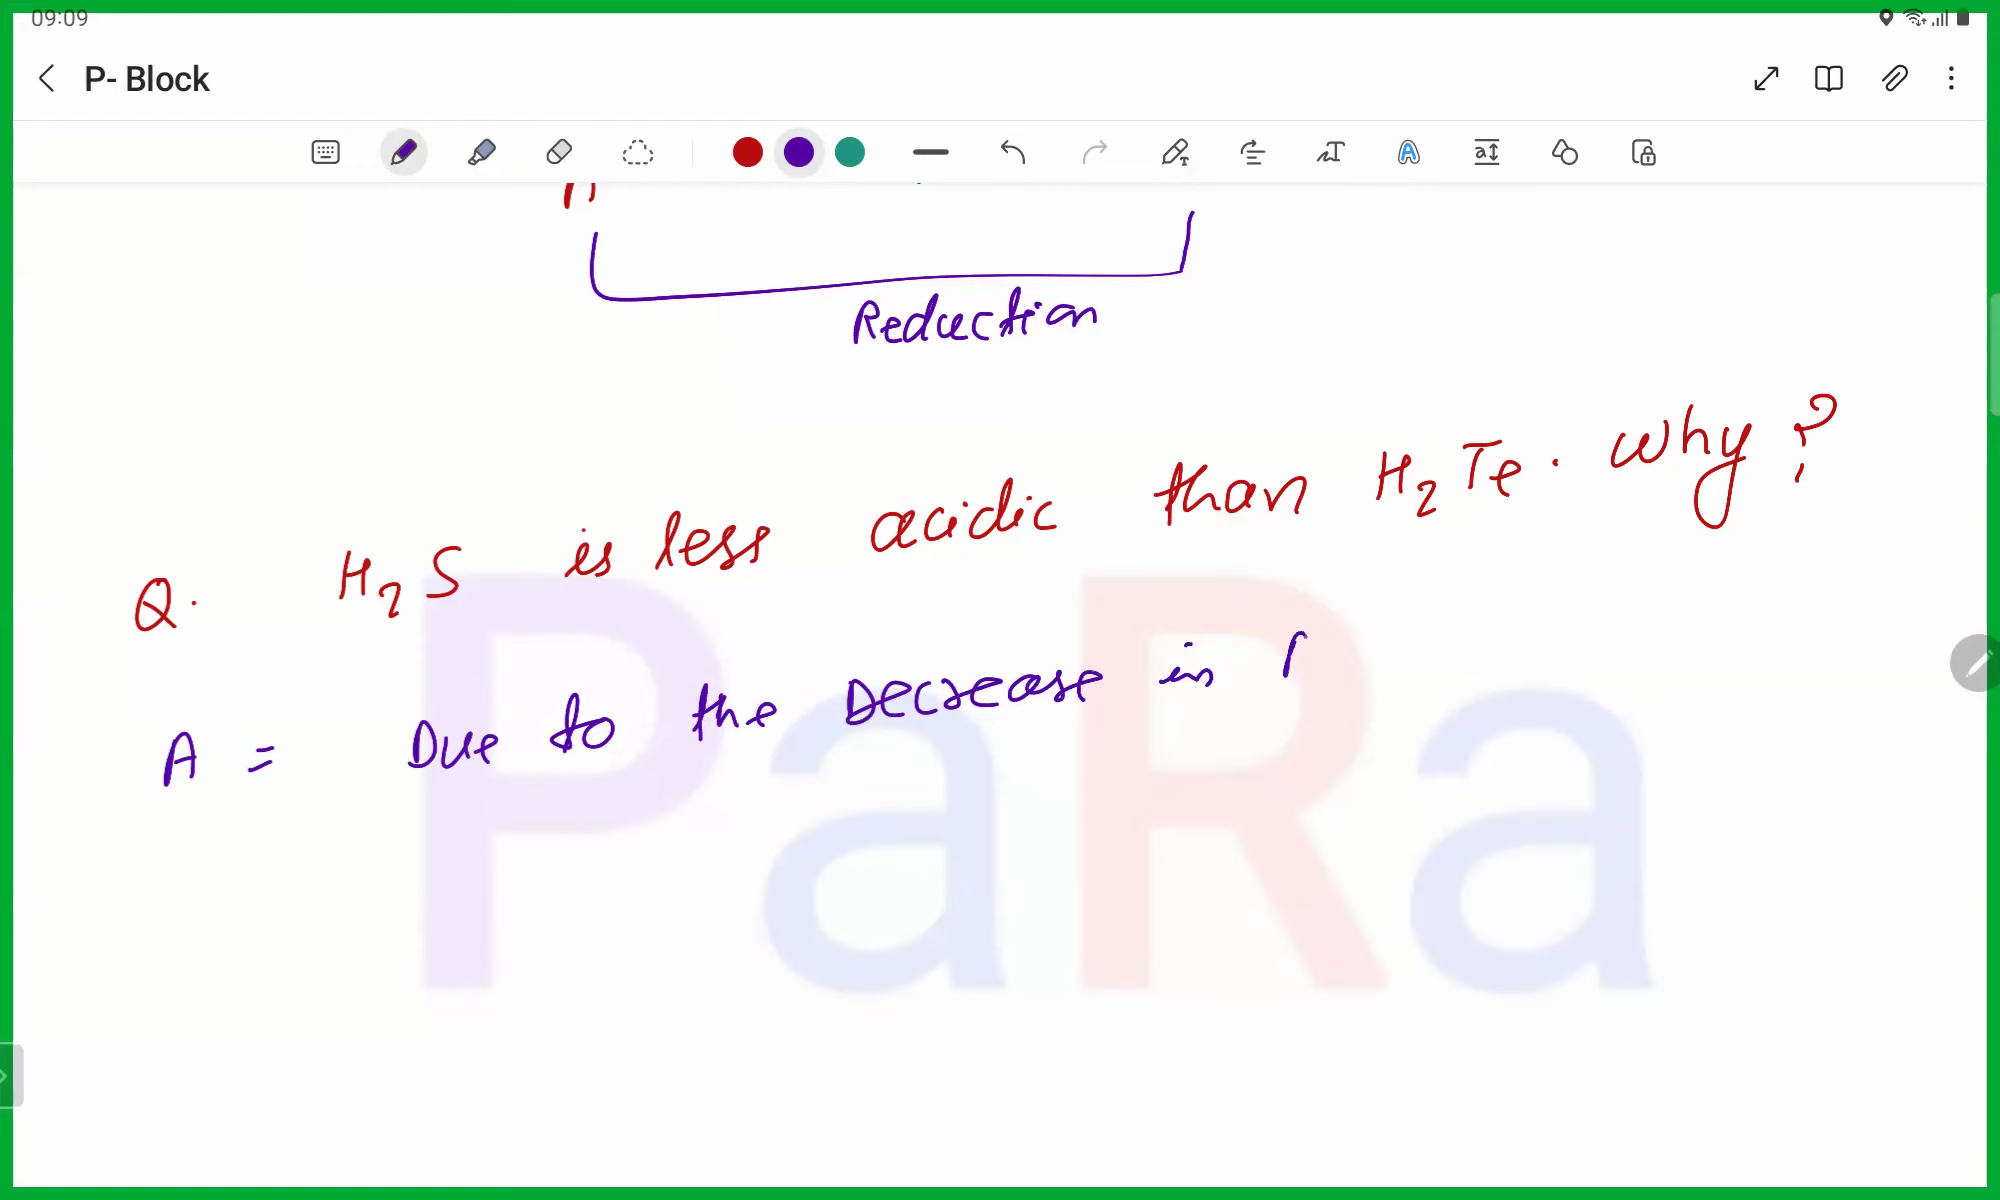 09:09
P- Block
Reduction
Q. H2S is less acidic than H2Te. why?
A = Due to the Decrease in
PaRa